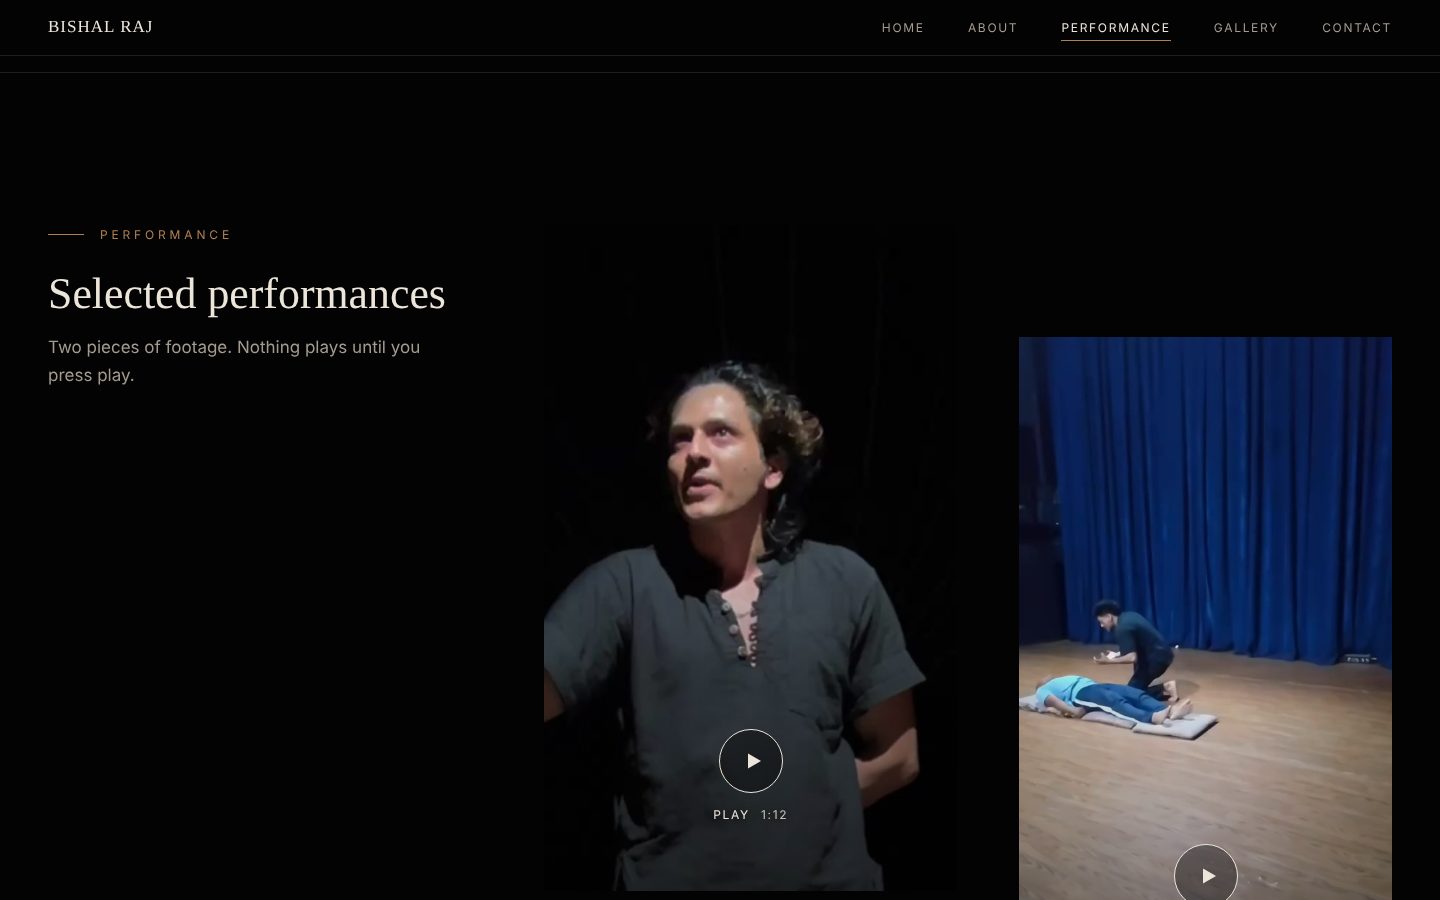 BISHAL RAJ
HOME
ABOUT
PERFORMANCE
GALLERY
CONTACT
PERFORMANCE
Selected performances
Two pieces of footage. Nothing plays until you
press play.
PLAY 1:12